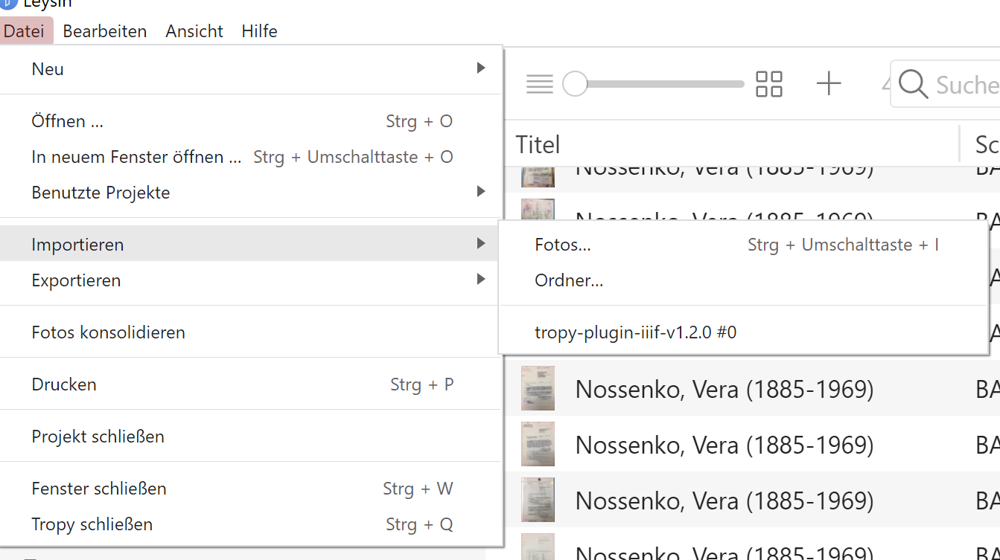 Leysin
Datei Bearbeiten Ansicht Hilfe
Neu
Öffnen ... Strg + O
In neuem Fenster öffnen ... Strg + Umschalttaste + O
Benutzte Projekte
Importieren
Exportieren
Fotos konsolidieren
Drucken Strg + P
Projekt schließen
Fenster schließen Strg + W
Tropy schließen Strg + Q
Fotos... Strg + Umschalttaste + I
Ordner...
tropy-plugin-iiif-v1.2.0 #0
Suche
Titel Sc
Nossenko, Vera (1885-1969) BA
Nossenko, Vera (1885-1969) BA
Nossenko, Vera (1885-1969) BA
Nossenko, Vera (1885-1969) BA
Nossenko, Vera (1885-1969) BA
Nossenko, Vera (1885-1969) BA